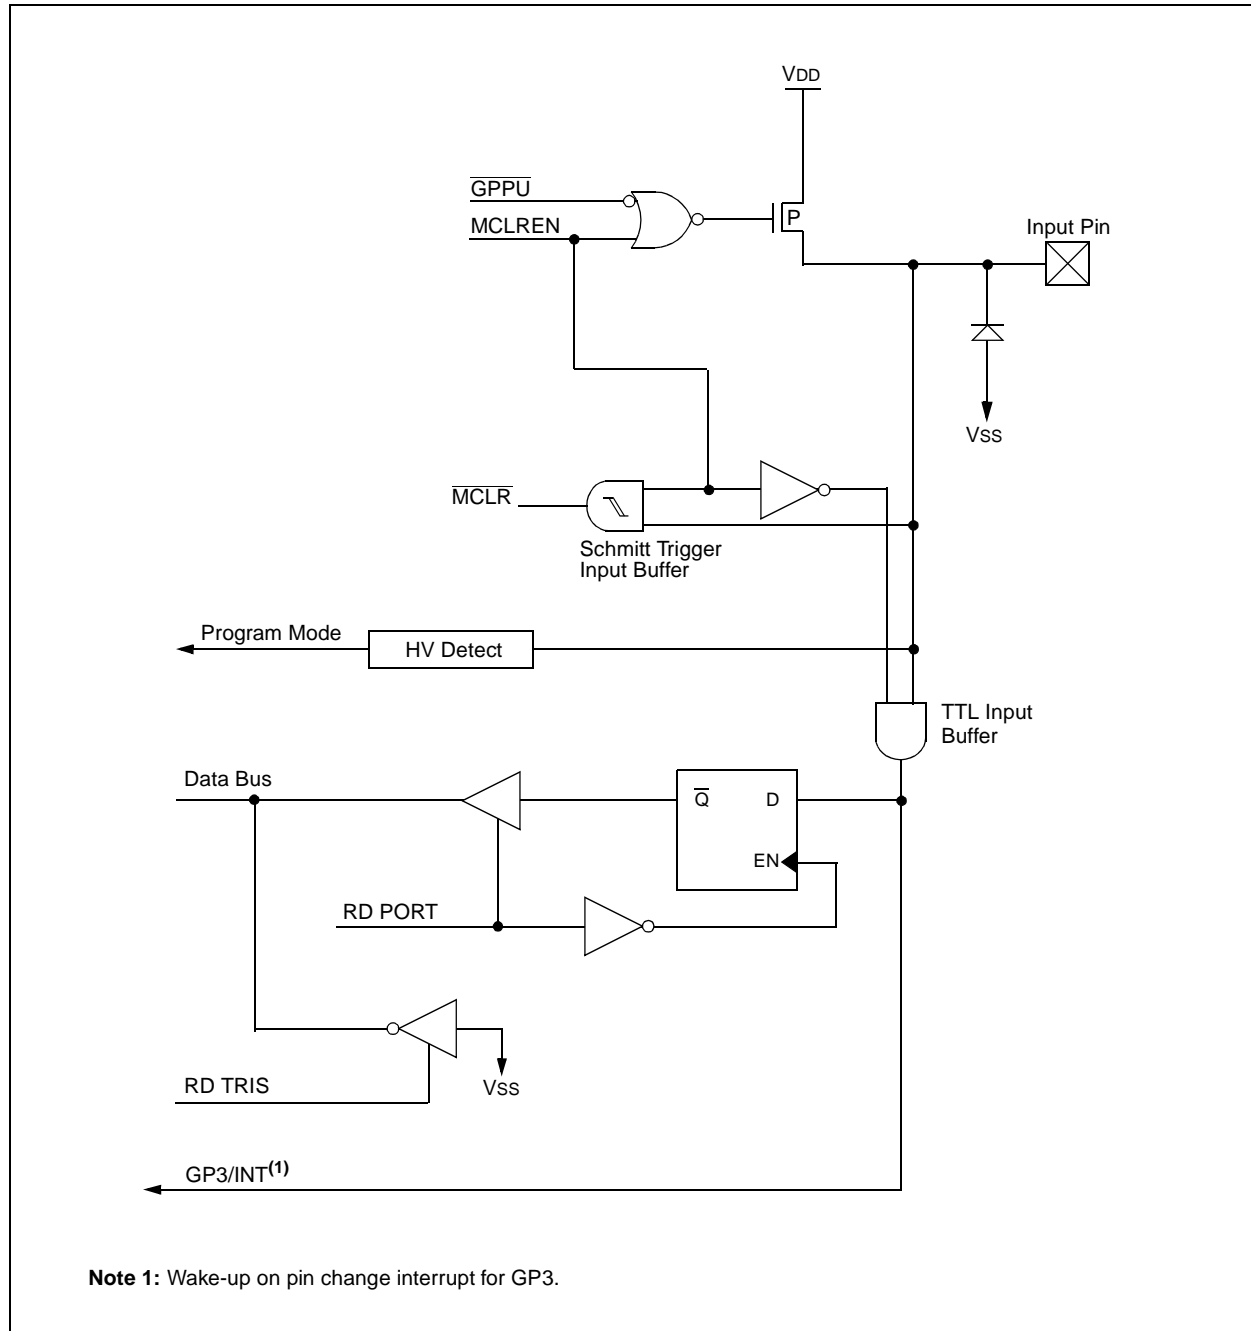 VDD
GPPU
MCLREN
P
Input Pin
VSS
MCLR
Schmitt Trigger
Input Buffer
Program Mode
HV Detect
TTL Input
Buffer
Data Bus
Q
D
EN
RD PORT
RD TRIS
VSS
GP3/INT(1)
Note 1: Wake-up on pin change interrupt for GP3.